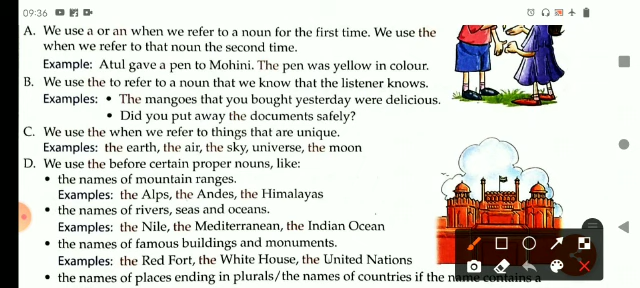 09:36
A. We use a or an when we refer to a noun for the first time. We use the
when we refer to that noun the second time.
Example: Atul gave a pen to Mohini. The pen was yellow in colour.
B. We use the to refer to a noun that we know that the listener knows.
Examples: • The mangoes that you bought yesterday were delicious.
• Did you put away the documents safely?
C. We use the when we refer to things that are unique.
Examples: the earth, the air, the sky, universe, the moon
D. We use the before certain proper nouns, like:
• the names of mountain ranges.
Examples: the Alps, the Andes, the Himalayas
• the names of rivers, seas and oceans.
Examples: the Nile, the Mediterranean, the Indian Ocean
• the names of famous buildings and monuments.
Examples: the Red Fort, the White House, the United Nations
• the names of places ending in plurals/the names of countries if the name contains a